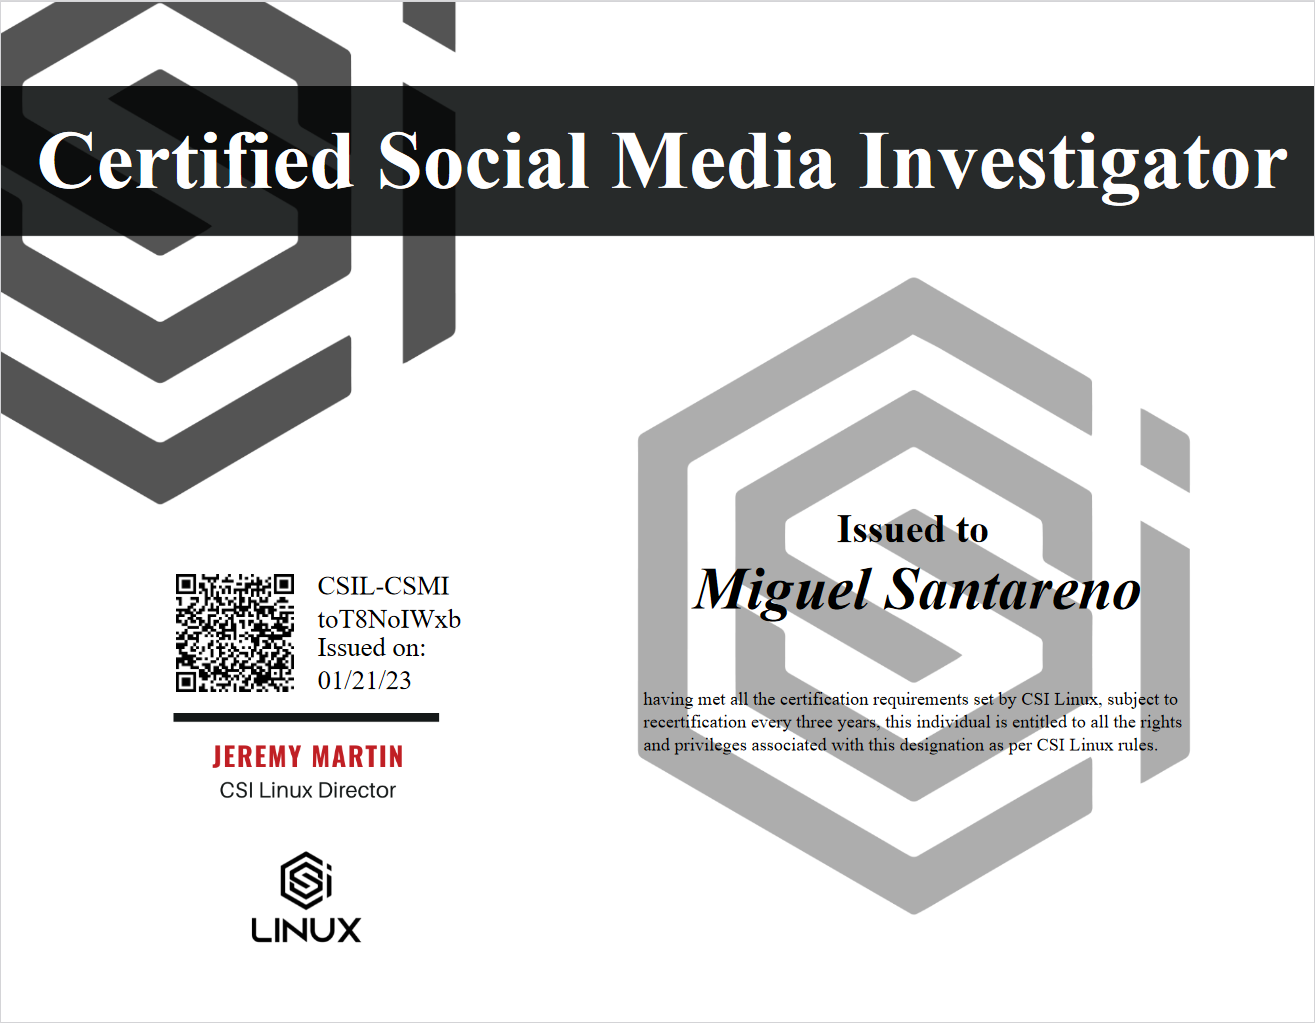 Certified Social Media Investigator
Issued to
Miguel Santareno
having met all the certification requirements set by CSI Linux, subject to
recertification every three years, this individual is entitled to all the rights
and privileges associated with this designation as per CSI Linux rules.
CSIL-CSMI
toT8NoIWxb
Issued on:
01/21/23
JEREMY MARTIN
CSI Linux Director
LINUX